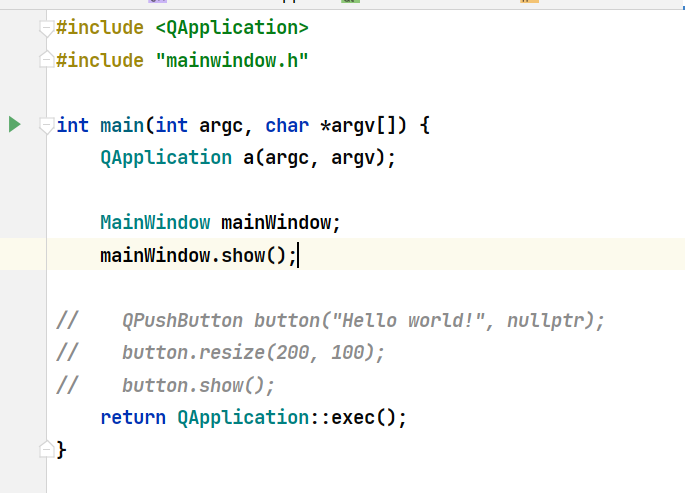 #include <QApplication>
#include "mainwindow.h"
int main(int argc, char *argv[]) {
QApplication a(argc, argv);
MainWindow mainWindow;
mainWindow.show();
// QPushButton button("Hello world!", nullptr);
// button.resize(200, 100);
// button.show();
return QApplication::exec();
}